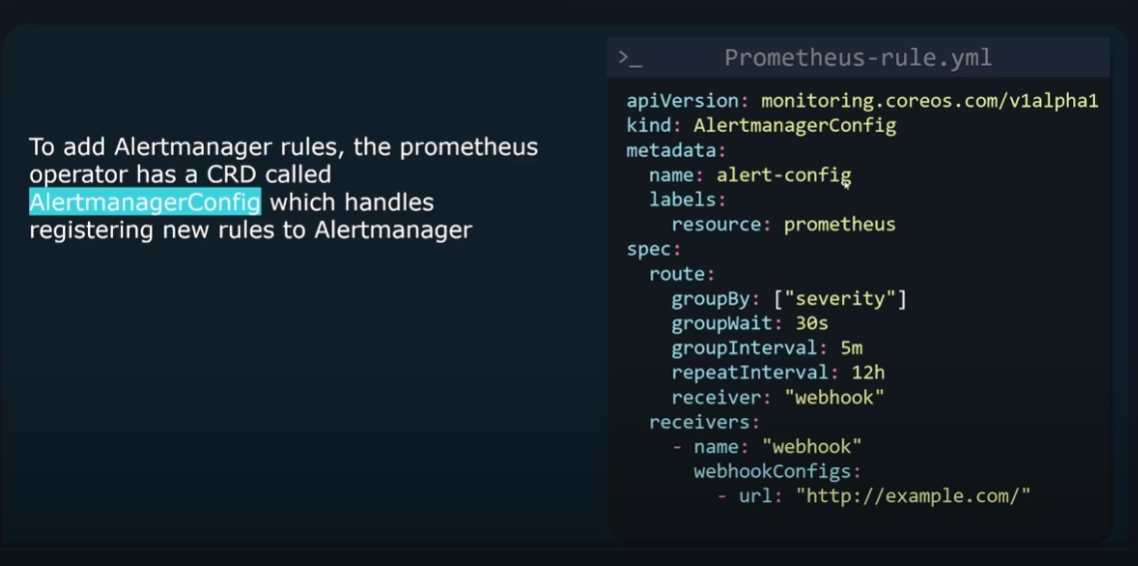 To add Alertmanager rules, the prometheus
operator has a CRD called
AlertmanagerConfig which handles
registering new rules to Alertmanager
>_ Prometheus-rule.yml
apiVersion: monitoring.coreos.com/v1alpha1
kind: AlertmanagerConfig
metadata:
  name: alert-config
  labels:
    resource: prometheus
spec:
  route:
    groupBy: ["severity"]
    groupWait: 30s
    groupInterval: 5m
    repeatInterval: 12h
    receiver: "webhook"
  receivers:
    - name: "webhook"
      webhookConfigs:
        - url: "http://example.com/"